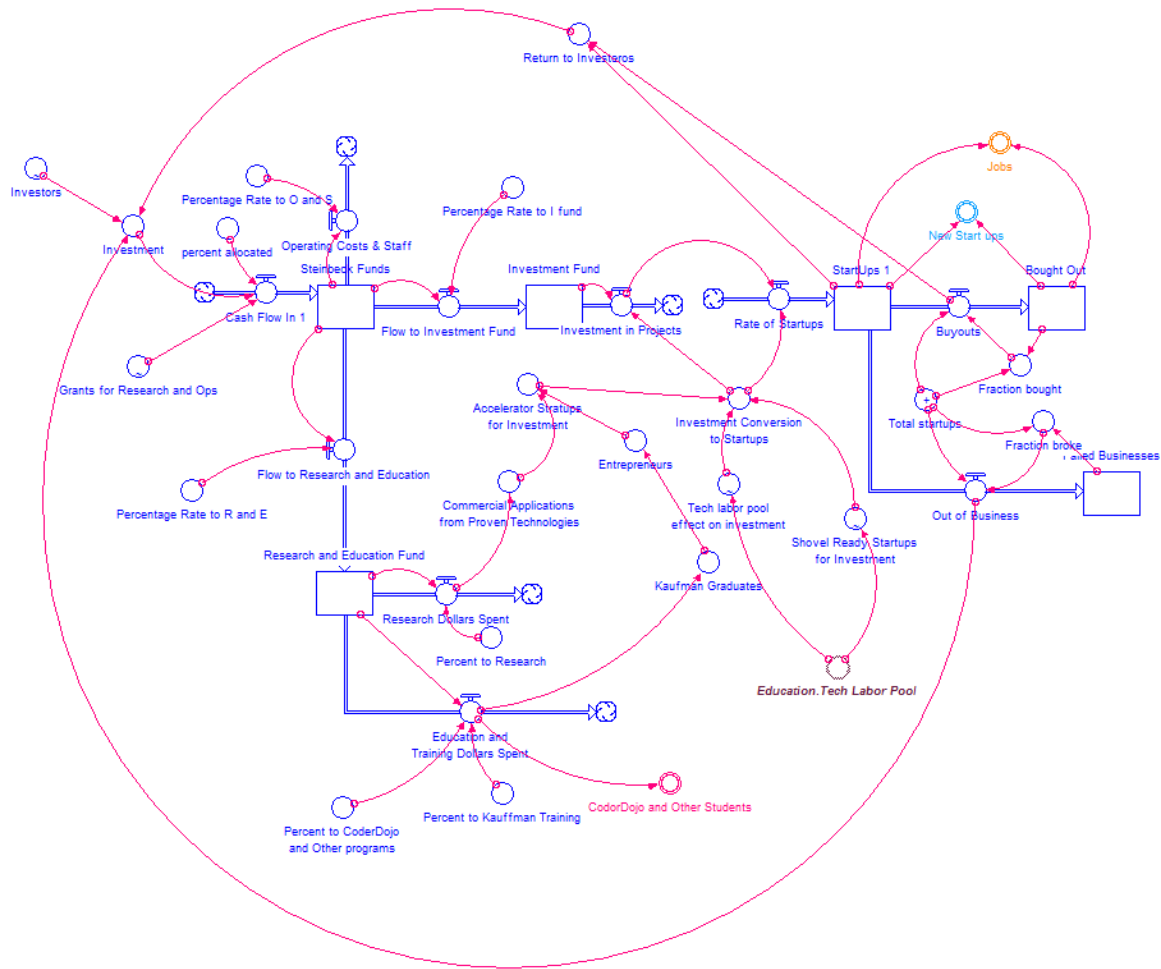 Return to Investeros
Jobs
Investors
Percentage Rate to O and S
Percentage Rate to I fund
Investment
percent allocated
Operating Costs & Staff
New Start ups
Steinbeck Funds
Investment Fund
StartUps 1
Bought Out
Cash Flow In 1
Flow to Investment Fund
Investment in Projects
Rate of Startups
Buyouts
Grants for Research and Ops
Fraction bought
Accelerator Stratups
for Investment
Investment Conversion
to Startups
Total startups
Fraction broke
Businesses
Entrepreneurs
Flow to Research and Education
Commercial Applications
from Proven Technologies
Tech labor pool
effect on investment
Percentage Rate to R and E
Out of Business
Shovel Ready Startups
for Investment
Research and Education Fund
Kaufman Graduates
Research Dollars Spent
Percent to Research
Education.Tech Labor Pool
Education and
Training Dollars Spent
CodorDojo and Other Students
Percent to Kauffman Training
Percent to CoderDojo
and Other programs